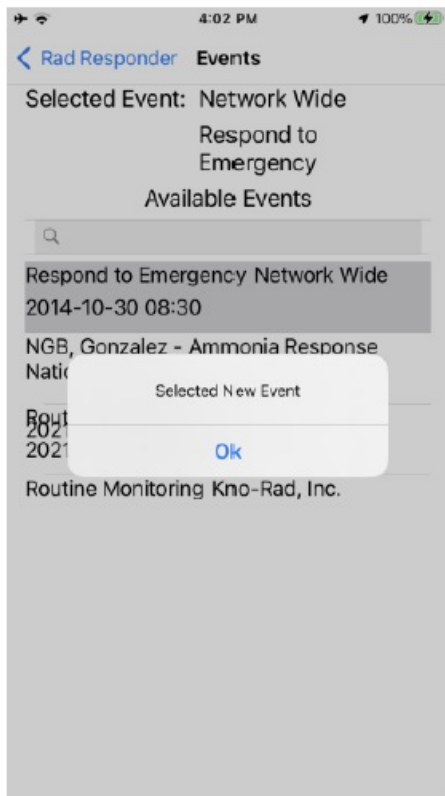 4:02 PM
100%
Rad Responder Events
Selected Event: Network Wide
Respond to
Emergency
Available Events
Respond to Emergency Network Wide
2014-10-30 08:30
NGB, Gonzalez - Ammonia Response
Selected New Event
2021
2021
Ok
Routine Monitoring Kno-Rad, Inc.